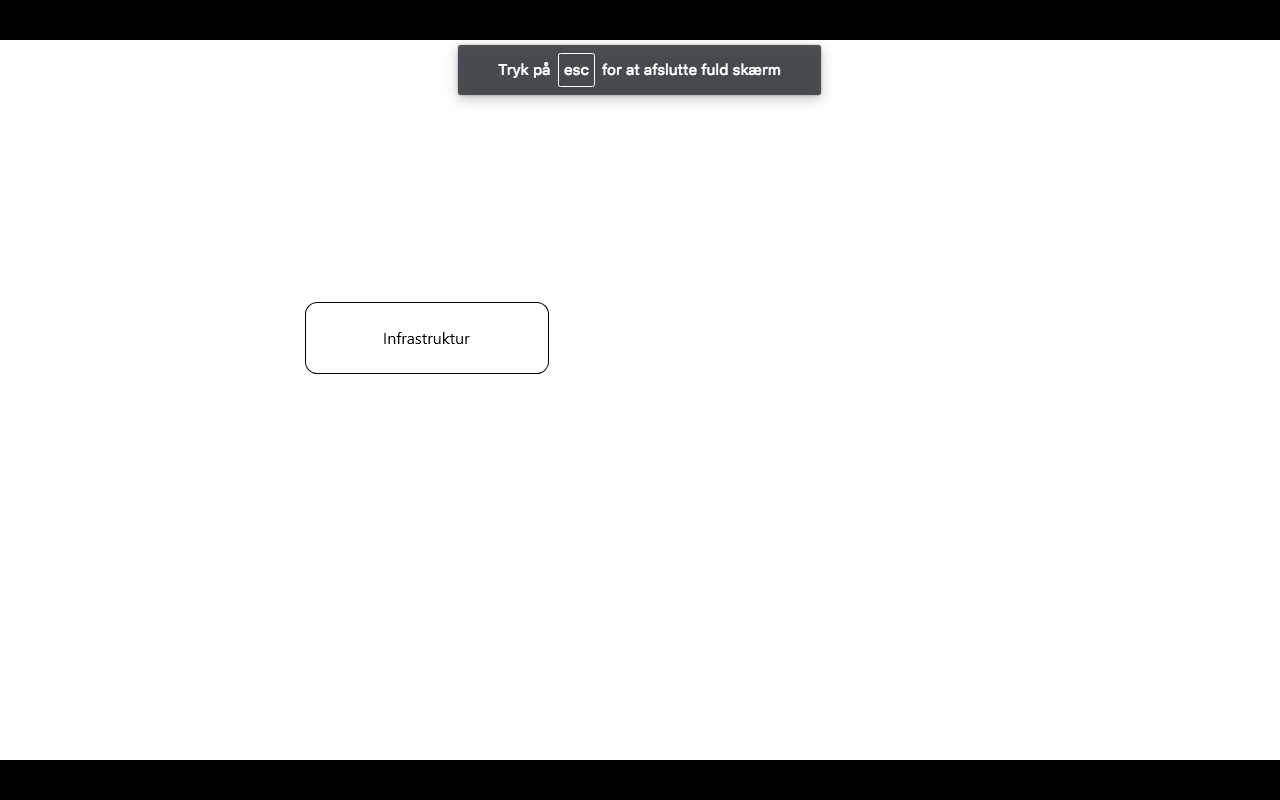 Tryk på esc for at afslutte fuld skærm
Infrastruktur